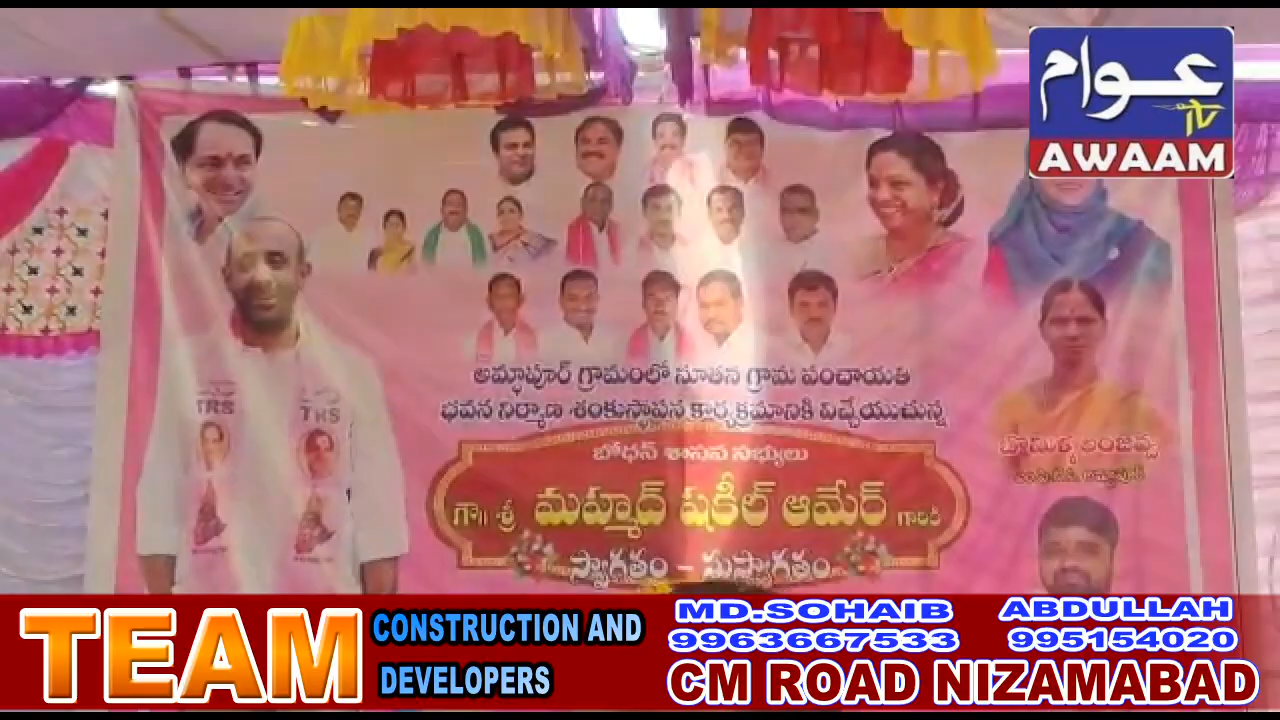 عوام
TV
AWAAM
అమ్ధాపూర్ గ్రామంలో నూతన గ్రామ పంచాయతి
భవన నిర్మాణ శంకుస్థాపన కార్యక్రమానికి విచ్చేయుచున్న
TRS
TRS
బోధన్ శాసన సభ్యులు
గౌ॥ శ్రీ మహ్మద్ షకీల్ ఆమేర్ గారికి
స్వాగతం – సుస్వాగతం
TEAM CONSTRUCTION AND
DEVELOPERS
MD.SOHAIB ABDULLAH
9963667533 995154020
CM ROAD NIZAMABAD